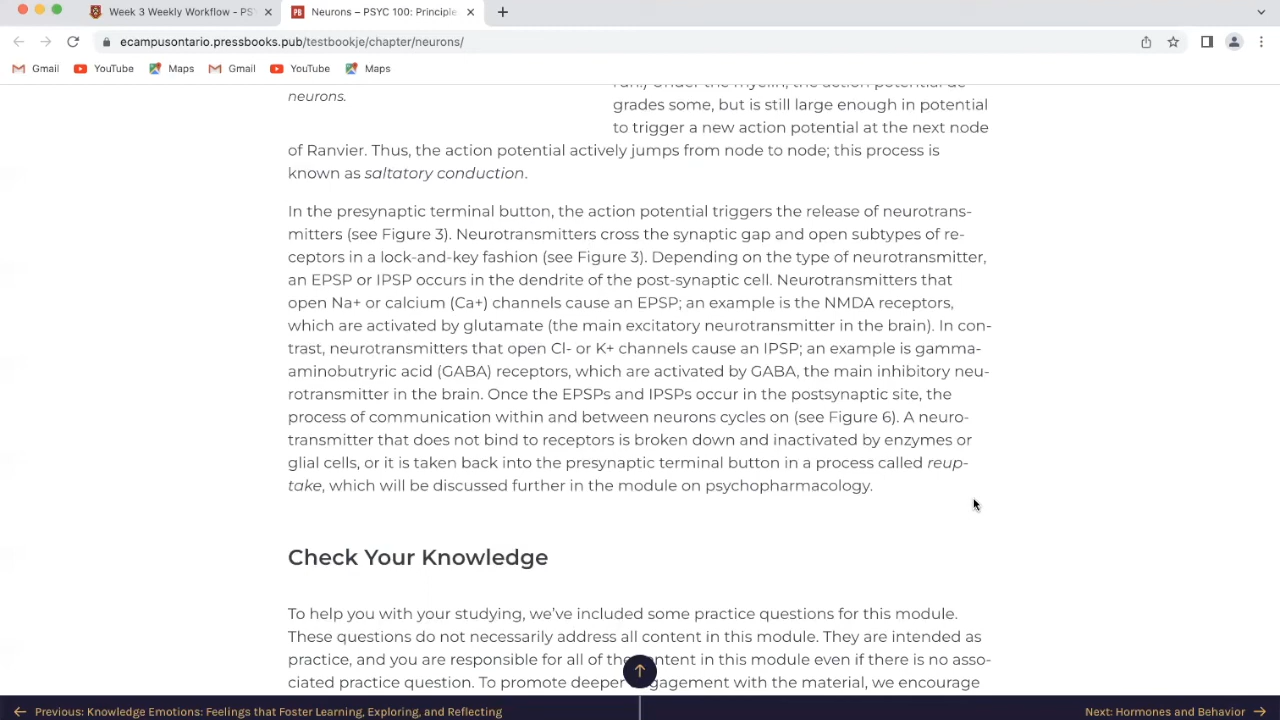 Week 3 Weekly Workflow - PS
Neurons – PSYC 100: Principle
ecampusontario.pressbooks.pub/testbookje/chapter/neurons/
Gmail YouTube Maps Gmail YouTube Maps
neurons.
grades some, but is still large enough in potential
to trigger a new action potential at the next node
of Ranvier. Thus, the action potential actively jumps from node to node; this process is
known as saltatory conduction.
In the presynaptic terminal button, the action potential triggers the release of neurotrans-
mitters (see Figure 3). Neurotransmitters cross the synaptic gap and open subtypes of re-
ceptors in a lock-and-key fashion (see Figure 3). Depending on the type of neurotransmitter,
an EPSP or IPSP occurs in the dendrite of the post-synaptic cell. Neurotransmitters that
open Na+ or calcium (Ca+) channels cause an EPSP; an example is the NMDA receptors,
which are activated by glutamate (the main excitatory neurotransmitter in the brain). In con-
trast, neurotransmitters that open Cl- or K+ channels cause an IPSP; an example is gamma-
aminobutryric acid (GABA) receptors, which are activated by GABA, the main inhibitory neu-
rotransmitter in the brain. Once the EPSPs and IPSPs occur in the postsynaptic site, the
process of communication within and between neurons cycles on (see Figure 6). A neuro-
transmitter that does not bind to receptors is broken down and inactivated by enzymes or
glial cells, or it is taken back into the presynaptic terminal button in a process called reup-
take, which will be discussed further in the module on psychopharmacology.
Check Your Knowledge
To help you with your studying, we've included some practice questions for this module.
These questions do not necessarily address all content in this module. They are intended as
practice, and you are responsible for all of the content in this module even if there is no asso-
ciated practice question. To promote deeper engagement with the material, we encourage
Previous: Knowledge Emotions: Feelings that Foster Learning, Exploring, and Reflecting
Next: Hormones and Behavior